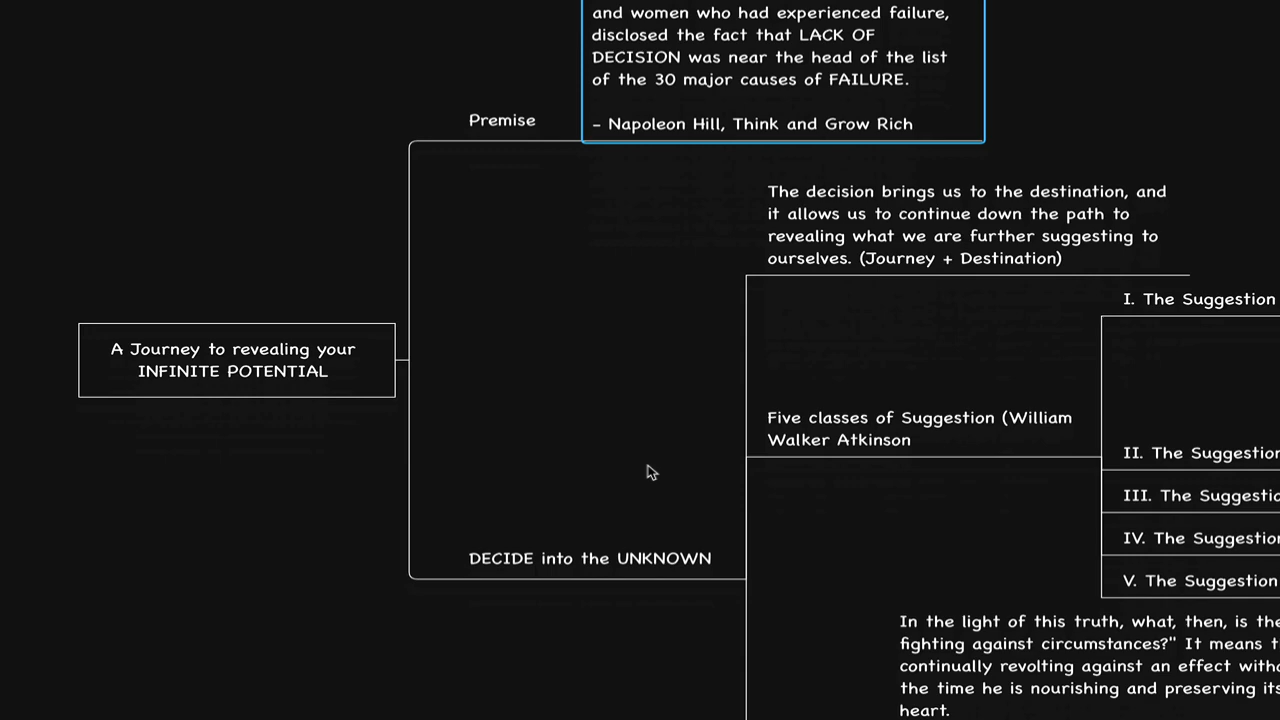 and women who had experienced failure,
disclosed the fact that LACK OF
DECISION was near the head of the list
of the 30 major causes of FAILURE.
– Napoleon Hill, Think and Grow Rich
Premise
The decision brings us to the destination, and
it allows us to continue down the path to
revealing what we are further suggesting to
ourselves. (Journey + Destination)
I. The Suggestion
A Journey to revealing your
INFINITE POTENTIAL
Five classes of Suggestion (William
Walker Atkinson
II. The Suggestion
III. The
IV. The Suggestion
V. The Suggestion
DECIDE into the UNKNOWN
In the light of this truth, what, then, is the
fighting against circumstances?" It means
continually revolting against an effect
the time he is nourishing and preserving
heart.